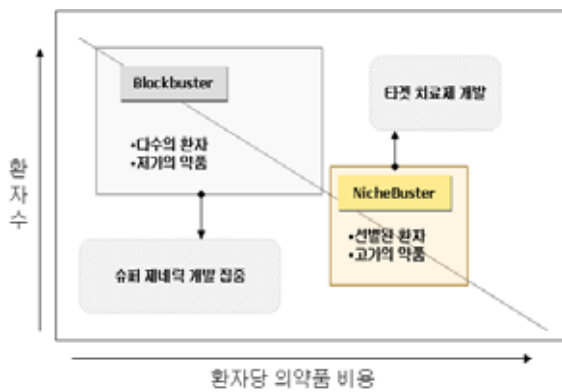 Blockbuster
•다수의 환자
•저가의 약품
타겟 치료제 개발
NicheBuster
•선별된 환자
•고가의 약품
슈퍼 제네릭 개발 집중
환자수
환자당 의약품 비용